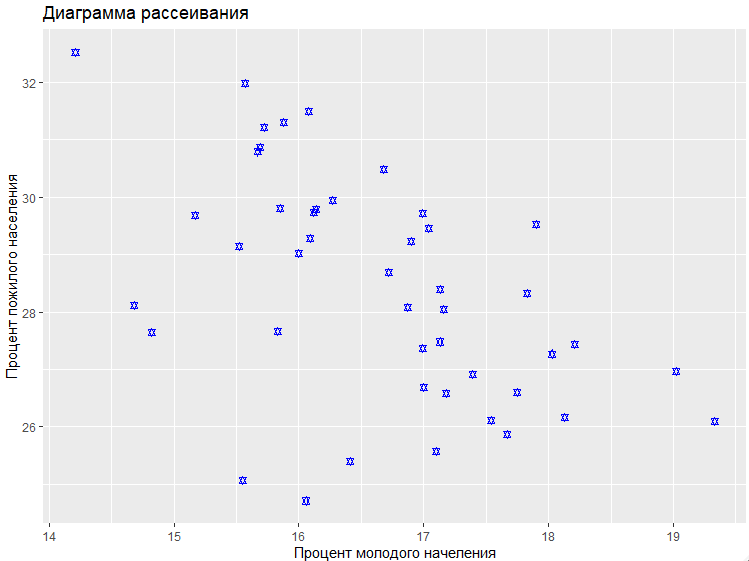 Диаграмма рассеивания
Процент пожилого населения
32
30
28
26
14 15 16 17 18 19
Процент молодого начеления